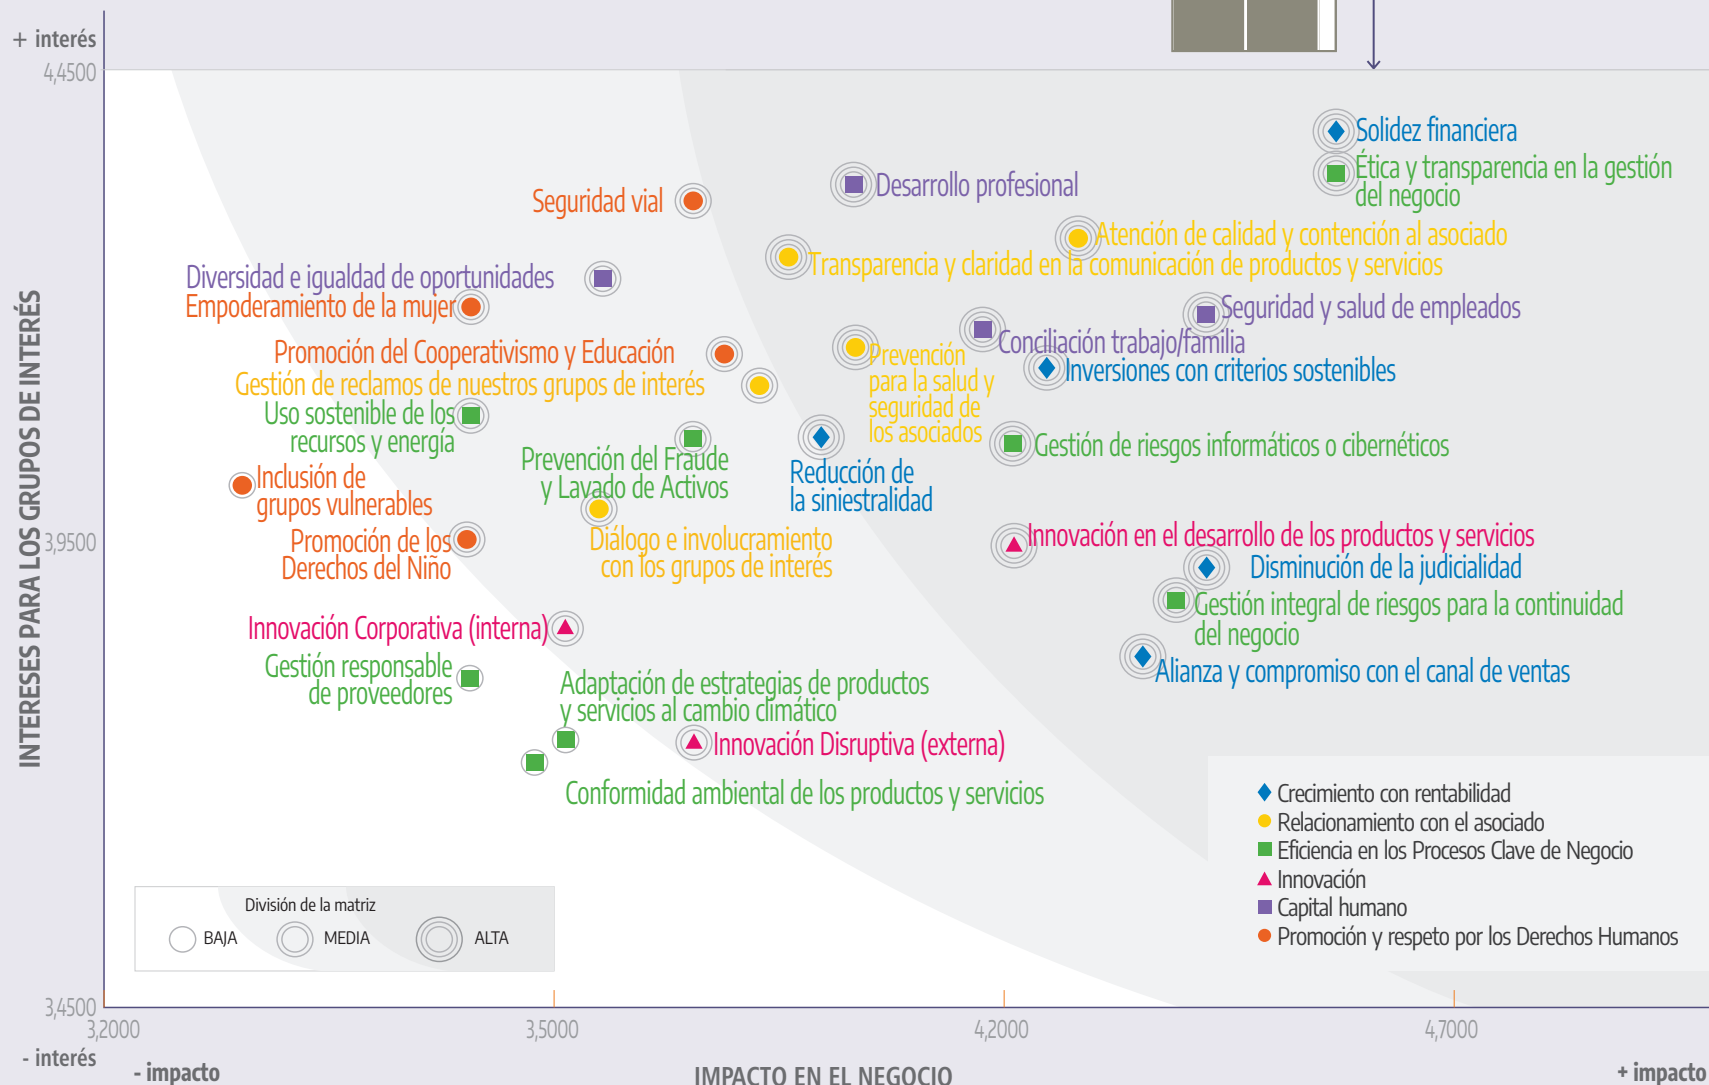 + interés
4,4500
Solidez financiera
Ética y transparencia en la gestión
del negocio
Desarrollo profesional
Seguridad vial
Atención de calidad y contención al asociado
Transparencia y claridad en la comunicación de productos y servicios
Diversidad e igualdad de oportunidades
Empoderamiento de la mujer
Seguridad y salud de empleados
Conciliación trabajo/familia
Promoción del Cooperativismo y Educación
Prevención
para la salud y
seguridad de
los asociados
Inversiones con criterios sostenibles
Gestión de reclamos de nuestros grupos de interés
Uso sostenible de los
recursos y energía
Gestión de riesgos informáticos o cibernéticos
Prevención del Fraude
y Lavado de Activos
Reducción de
la siniestralidad
Inclusión de
grupos vulnerables
INTERESES PARA LOS GRUPOS DE INTERÉS
3,9500
Promoción de los
Derechos del Niño
Diálogo e involucramiento
con los grupos de interés
Innovación en el desarrollo de los productos y servicios
Disminución de la judicialidad
Gestión integral de riesgos para la continuidad
del negocio
Innovación Corporativa (interna)
Alianza y compromiso con el canal de ventas
Gestión responsable
de proveedores
Adaptación de estrategias de productos
y servicios al cambio climático
Innovación Disruptiva (externa)
Conformidad ambiental de los productos y servicios
Crecimiento con rentabilidad
Relacionamiento con el asociado
Eficiencia en los Procesos Clave de Negocio
Innovación
Capital humano
Promoción y respeto por los Derechos Humanos
División de la matriz
BAJA
MEDIA
ALTA
3,4500
3,2000
3,5000
4,2000
4,7000
- interés
- impacto
IMPACTO EN EL NEGOCIO
+ impacto